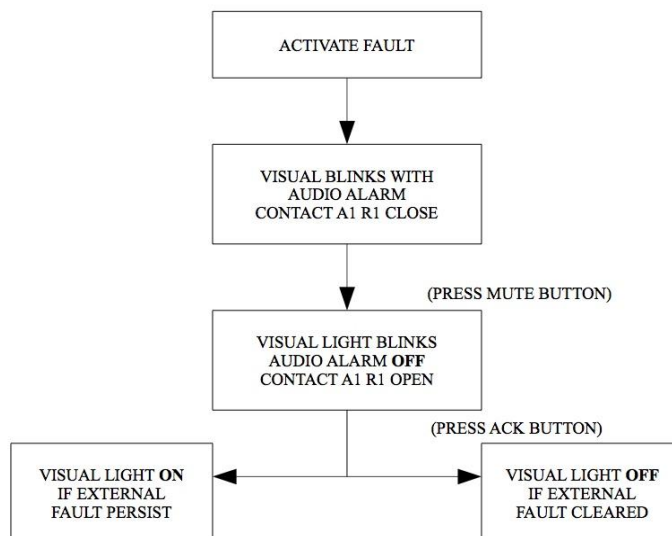 ACTIVATE FAULT
VISUAL BLINKS WITH
AUDIO ALARM
CONTACT A1 R1 CLOSE
(PRESS MUTE BUTTON)
VISUAL LIGHT BLINKS
AUDIO ALARM OFF
CONTACT A1 R1 OPEN
(PRESS ACK BUTTON)
VISUAL LIGHT ON
IF EXTERNAL
FAULT PERSIST
VISUAL LIGHT OFF
IF EXTERNAL
FAULT CLEARED